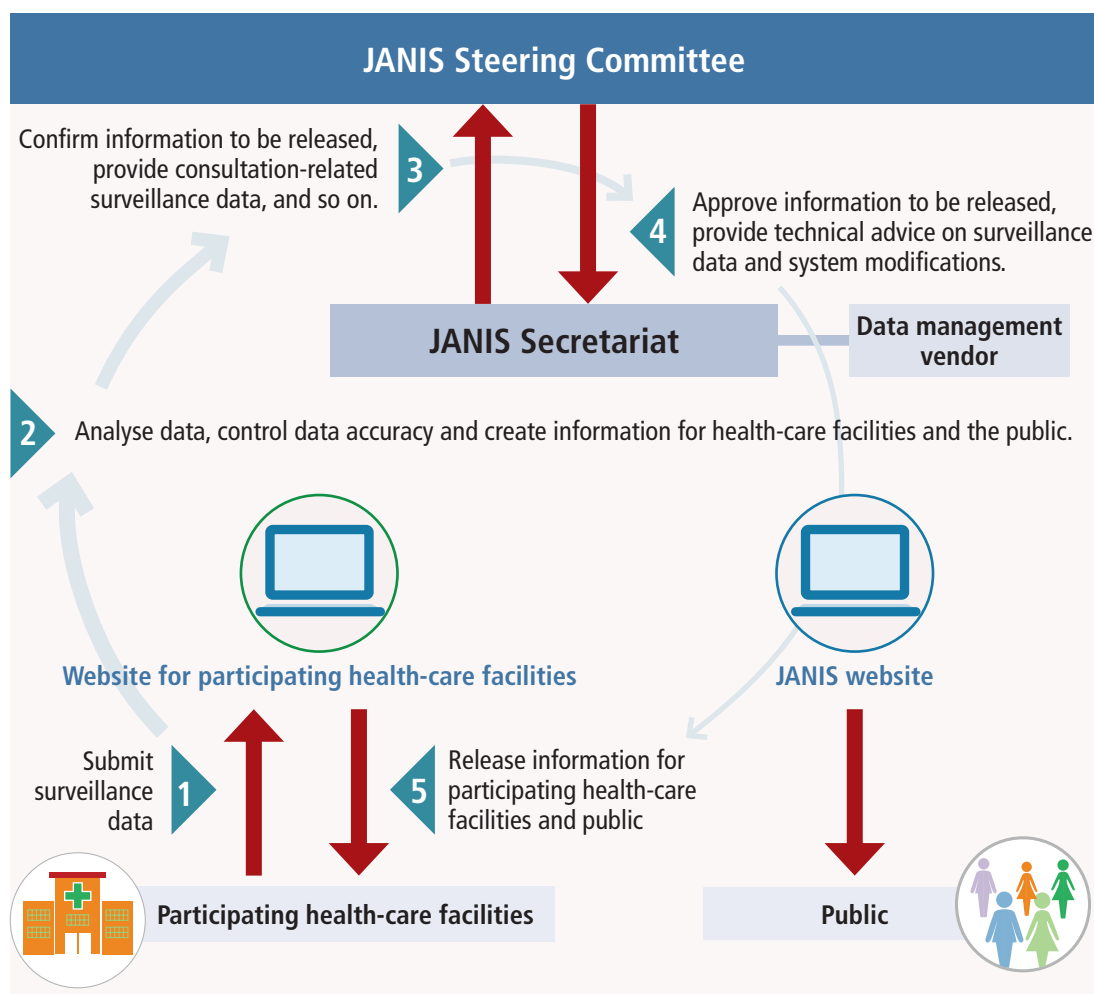 JANIS Steering Committee
Confirm information to be released,
provide consultation-related
surveillance data, and so on.
3
4
Approve information to be released,
provide technical advice on surveillance
data and system modifications.
JANIS Secretariat
Data management
vendor
2
Analyse data, control data accuracy and create information for health-care facilities and the public.
Website for participating health-care facilities
JANIS website
Submit
surveillance
data
1
5
Release information for
participating health-care
facilities and public
Participating health-care facilities
Public